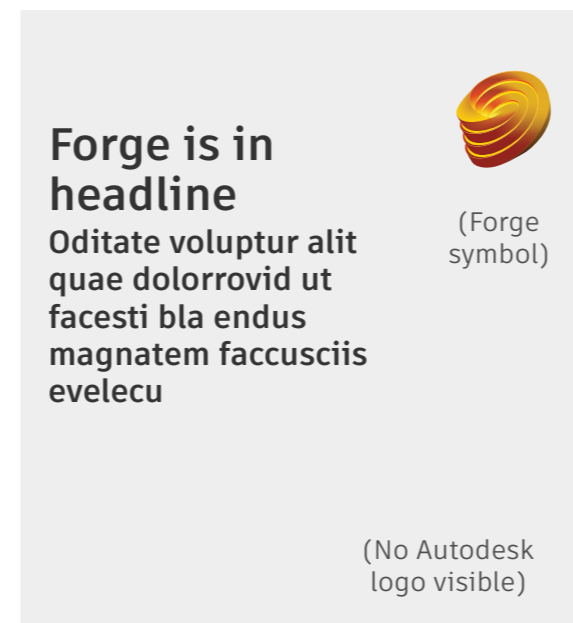 Forge is in
headline
Oditate voluptur alit
quae dolorrovid ut
facesti bla endus
magnatem faccusciis
evelecu
(Forge
symbol)
(No Autodesk
logo visible)